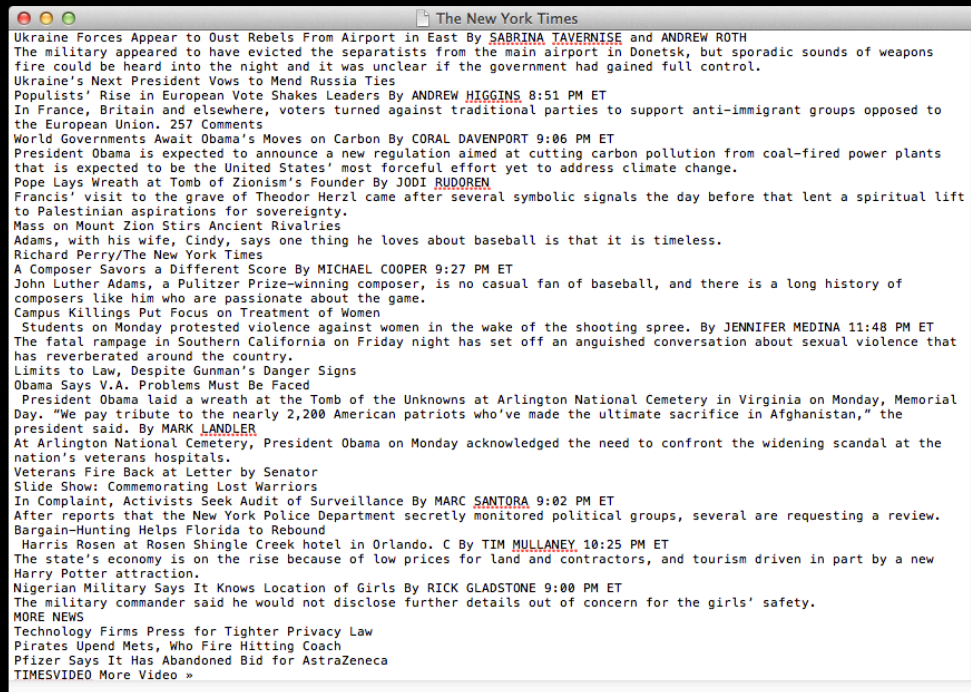 The New York Times
Ukraine Forces Appear to Oust Rebels From Airport in East By SABRINA TAVERNISE and ANDREW ROTH
The military appeared to have evicted the separatists from the main airport in Donetsk, but sporadic sounds of weapons
fire could be heard into the night and it was unclear if the government had gained full control.
Ukraine's Next President Vows to Mend Russia Ties
Populists' Rise in European Vote Shakes Leaders By ANDREW HIGGINS 8:51 PM ET
In France, Britain and elsewhere, voters turned against traditional parties to support anti-immigrant groups opposed to
the European Union. 257 Comments
World Governments Await Obama's Moves on Carbon By CORAL DAVENPORT 9:06 PM ET
President Obama is expected to announce a new regulation aimed at cutting carbon pollution from coal-fired power plants
that is expected to be the United States' most forceful effort yet to address climate change.
Pope Lays Wreath at Tomb of Zionism's Founder By JODI RUDOREN
Francis' visit to the grave of Theodor Herzl came after several symbolic signals the day before that lent a spiritual lift
to Palestinian aspirations for sovereignty.
Mass on Mount Zion Stirs Ancient Rivalries
Adams, with his wife, Cindy, says one thing he loves about baseball is that it is timeless.
Richard Perry/The New York Times
A Composer Savors a Different Score By MICHAEL COOPER 9:27 PM ET
John Luther Adams, a Pulitzer Prize-winning composer, is no casual fan of baseball, and there is a long history of
composers like him who are passionate about the game.
Campus Killings Put Focus on Treatment of Women
Students on Monday protested violence against women in the wake of the shooting spree. By JENNIFER MEDINA 11:48 PM ET
The fatal rampage in Southern California on Friday night has set off an anguished conversation about sexual violence that
has reverberated around the country.
Limits to Law, Despite Gunman's Danger Signs
Obama Says V.A. Problems Must Be Faced
President Obama laid a wreath at the Tomb of the Unknowns at Arlington National Cemetery in Virginia on Monday, Memorial
Day. “We pay tribute to the nearly 2,200 American patriots who've made the ultimate sacrifice in Afghanistan,” the
president said. By MARK LANDLER
At Arlington National Cemetery, President Obama on Monday acknowledged the need to confront the widening scandal at the
nation's veterans hospitals.
Veterans Fire Back at Letter by Senator
Slide Show: Commemorating Lost Warriors
In Complaint, Activists Seek Audit of Surveillance By MARC SANTORA 9:02 PM ET
After reports that the New York Police Department secretly monitored political groups, several are requesting a review.
Bargain-Hunting Helps Florida to Rebound
Harris Rosen at Rosen Shingle Creek hotel in Orlando. C By TIM MULLANEY 10:25 PM ET
The state's economy is on the rise because of low prices for land and contractors, and tourism driven in part by a new
Harry Potter attraction.
Nigerian Military Says It Knows Location of Girls By RICK GLADSTONE 9:00 PM ET
The military commander said he would not disclose further details out of concern for the girls' safety.
MORE NEWS
Technology Firms Press for Tighter Privacy Law
Pirates Upend Mets, Who Fire Hitting Coach
Pfizer Says It Has Abandoned Bid for AstraZeneca
TIMESVIDEO More Video »